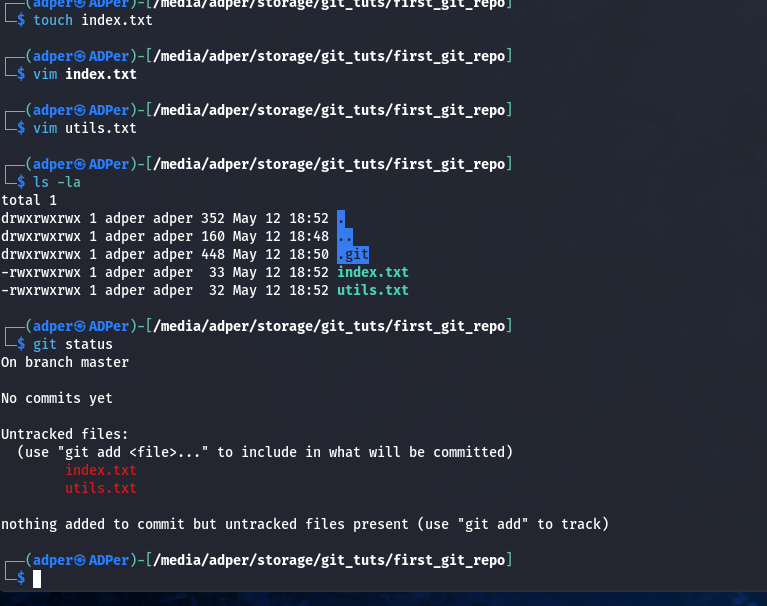 ┌──(adper㉿ADPer)-[/media/adper/storage/git_tuts/first_git_repo]
└─$ touch index.txt
┌──(adper㉿ADPer)-[/media/adper/storage/git_tuts/first_git_repo]
└─$ vim index.txt
┌──(adper㉿ADPer)-[/media/adper/storage/git_tuts/first_git_repo]
└─$ vim utils.txt
┌──(adper㉿ADPer)-[/media/adper/storage/git_tuts/first_git_repo]
└─$ ls -la
total 1
drwxrwxrwx 1 adper adper 352 May 12 18:52 .
drwxrwxrwx 1 adper adper 160 May 12 18:48 ..
drwxrwxrwx 1 adper adper 448 May 12 18:50 .git
-rwxrwxrwx 1 adper adper  33 May 12 18:52 index.txt
-rwxrwxrwx 1 adper adper  32 May 12 18:52 utils.txt
┌──(adper㉿ADPer)-[/media/adper/storage/git_tuts/first_git_repo]
└─$ git status
On branch master
No commits yet
Untracked files:
  (use "git add <file>..." to include in what will be committed)
        index.txt
        utils.txt
nothing added to commit but untracked files present (use "git add" to track)
┌──(adper㉿ADPer)-[/media/adper/storage/git_tuts/first_git_repo]
└─$